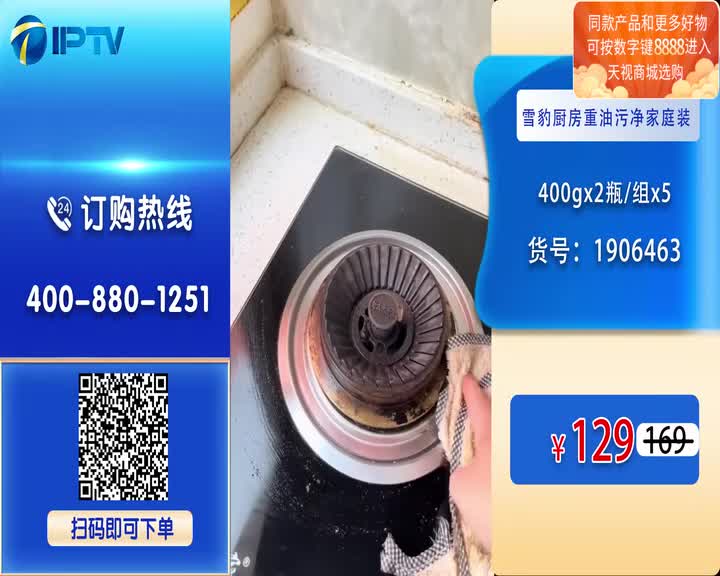 IPTV
订购热线
24
400-880-1251
扫码即可下单
同款产品和更多好物
可按数字键8888进入
天视商城选购
雪豹厨房重油污净家庭装
400gx2瓶/组x5
货号：1906463
¥129 169